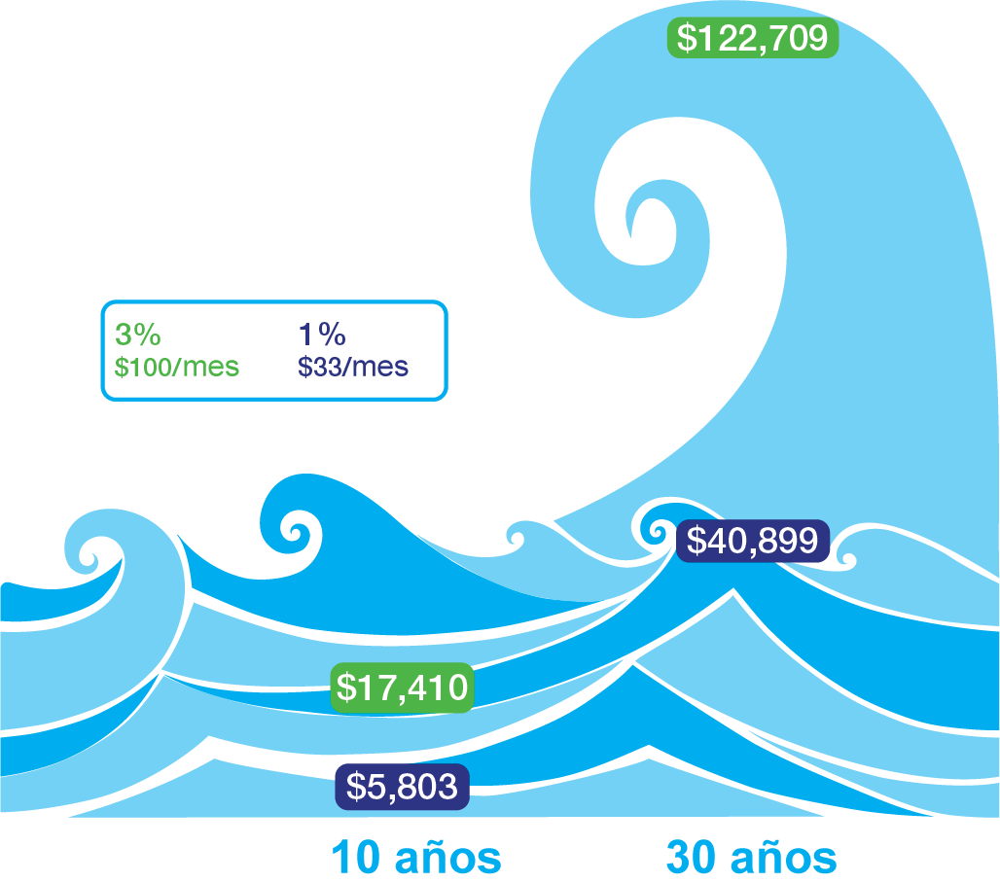 $122,709
3% 1%
$100/mes $33/mes
$40,899
$17,410
$5,803
10 años 30 años